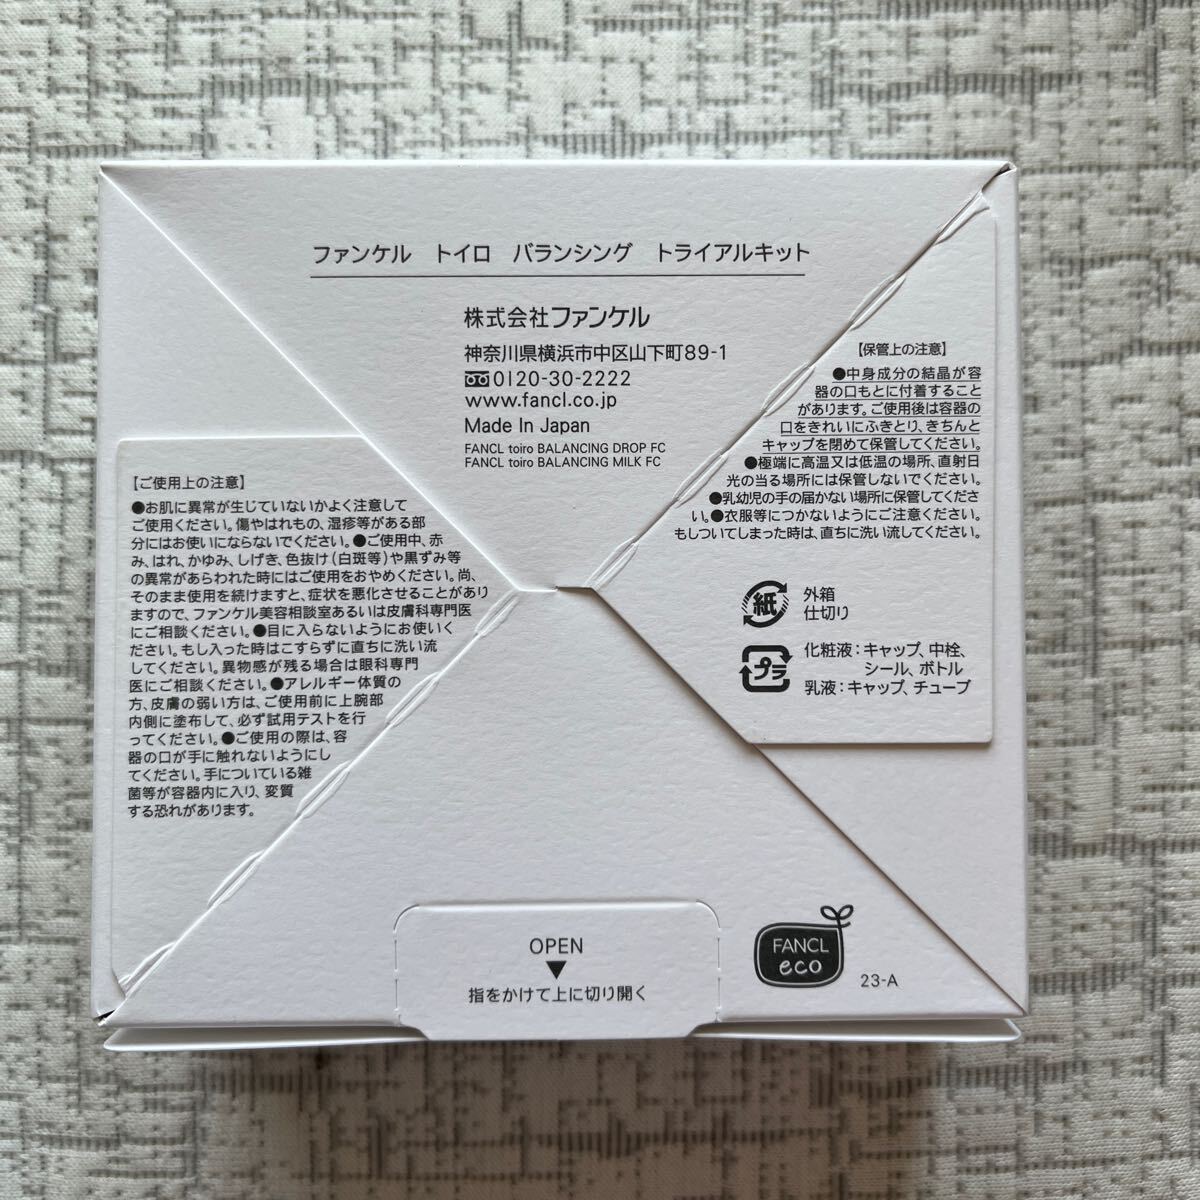 ファンケル トイロ バランシング トライアルキット
株式会社ファンケル
神奈川県横浜市中区山下町89-1
0120-30-2222
www.fancl.co.jp
Made In Japan
FANCL toiro BALANCING DROP FC
FANCL toiro BALANCING MILK FC
【保管上の注意】
●中身成分の結晶が容
器の口もとに付着すること
があります。ご使用後は容器の
口をきれいにふきとり、きちんと
キャップを閉めて保管してください。
●極端に高温又は低温の場所、直射日
光の当る場所には保管しないでください。
●乳幼児の手の届かない場所に保管してくださ
い。●衣服等につかないようにご注意ください。
もしついてしまった時は、直ちに洗い流してください。
紙
外箱
仕切り
プラ
化粧液：キャップ、中栓、
シール、ボトル
乳液：キャップ、チューブ
【ご使用上の注意】
●お肌に異常が生じていないかよく注意して
ご使用ください。傷やはれもの、湿疹等がある部
分にはお使いにならないでください。●ご使用中、赤
み、はれ、かゆみ、しげき、色抜け（白斑等）や黒ずみ等
の異常があらわれた時にはご使用をおやめください。尚、
そのまま使用を続けますと、症状を悪化させることがあり
ますので、ファンケル美容相談室あるいは皮膚科専門医
にご相談ください。●目に入らないようにお使いく
ださい。もし入った時はこすらずに直ちに洗い流
してください。異物感が残る場合は眼科専門
医にご相談ください。●アレルギー体質の
方、皮膚の弱い方は、ご使用前に上腕部
内側に塗布して、必ず試用テストを行
ってください。●ご使用の際は、容
器の口が手に触れないようにし
てください。手についている雑
菌等が容器内に入り、変質
する恐れがあります。
OPEN
▼
指をかけて上に切り開く
FANCL
eco
23-A